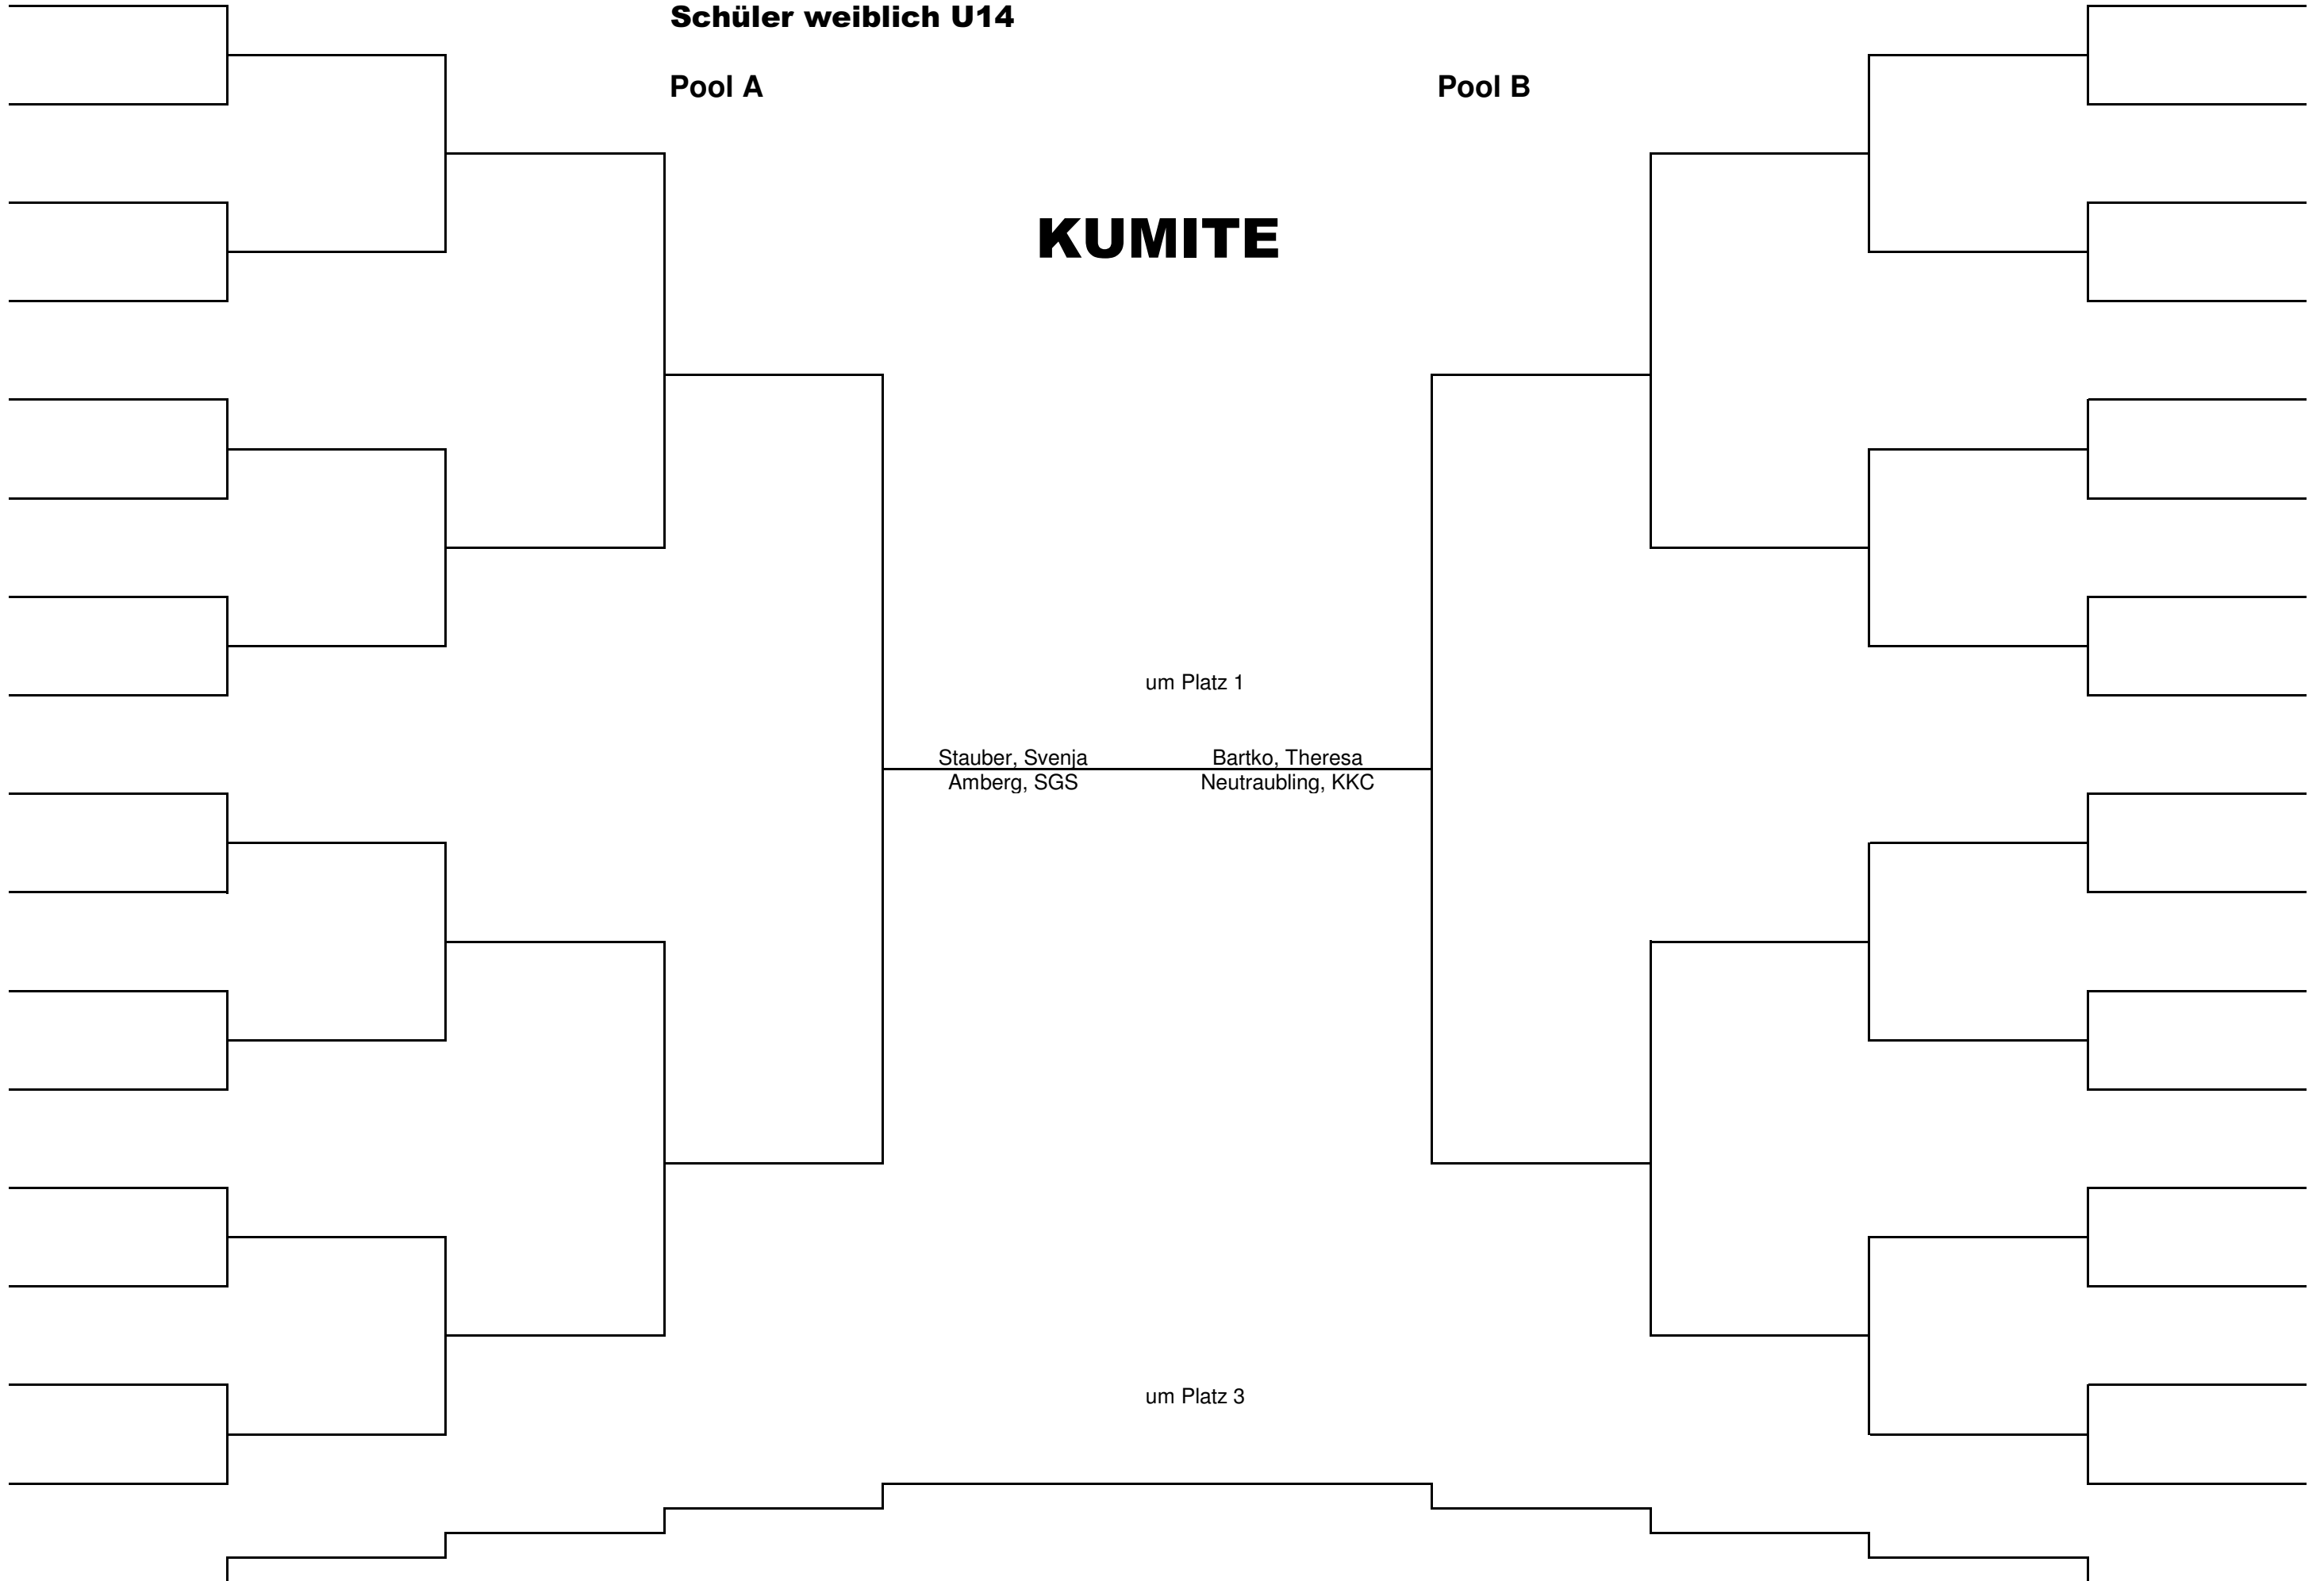 Schüler weiblich U14
Pool A
Pool B
KUMITE
um Platz 1
Stauber, Svenja
Amberg, SGS
Bartko, Theresa
Neutraubling, KKC
um Platz 3